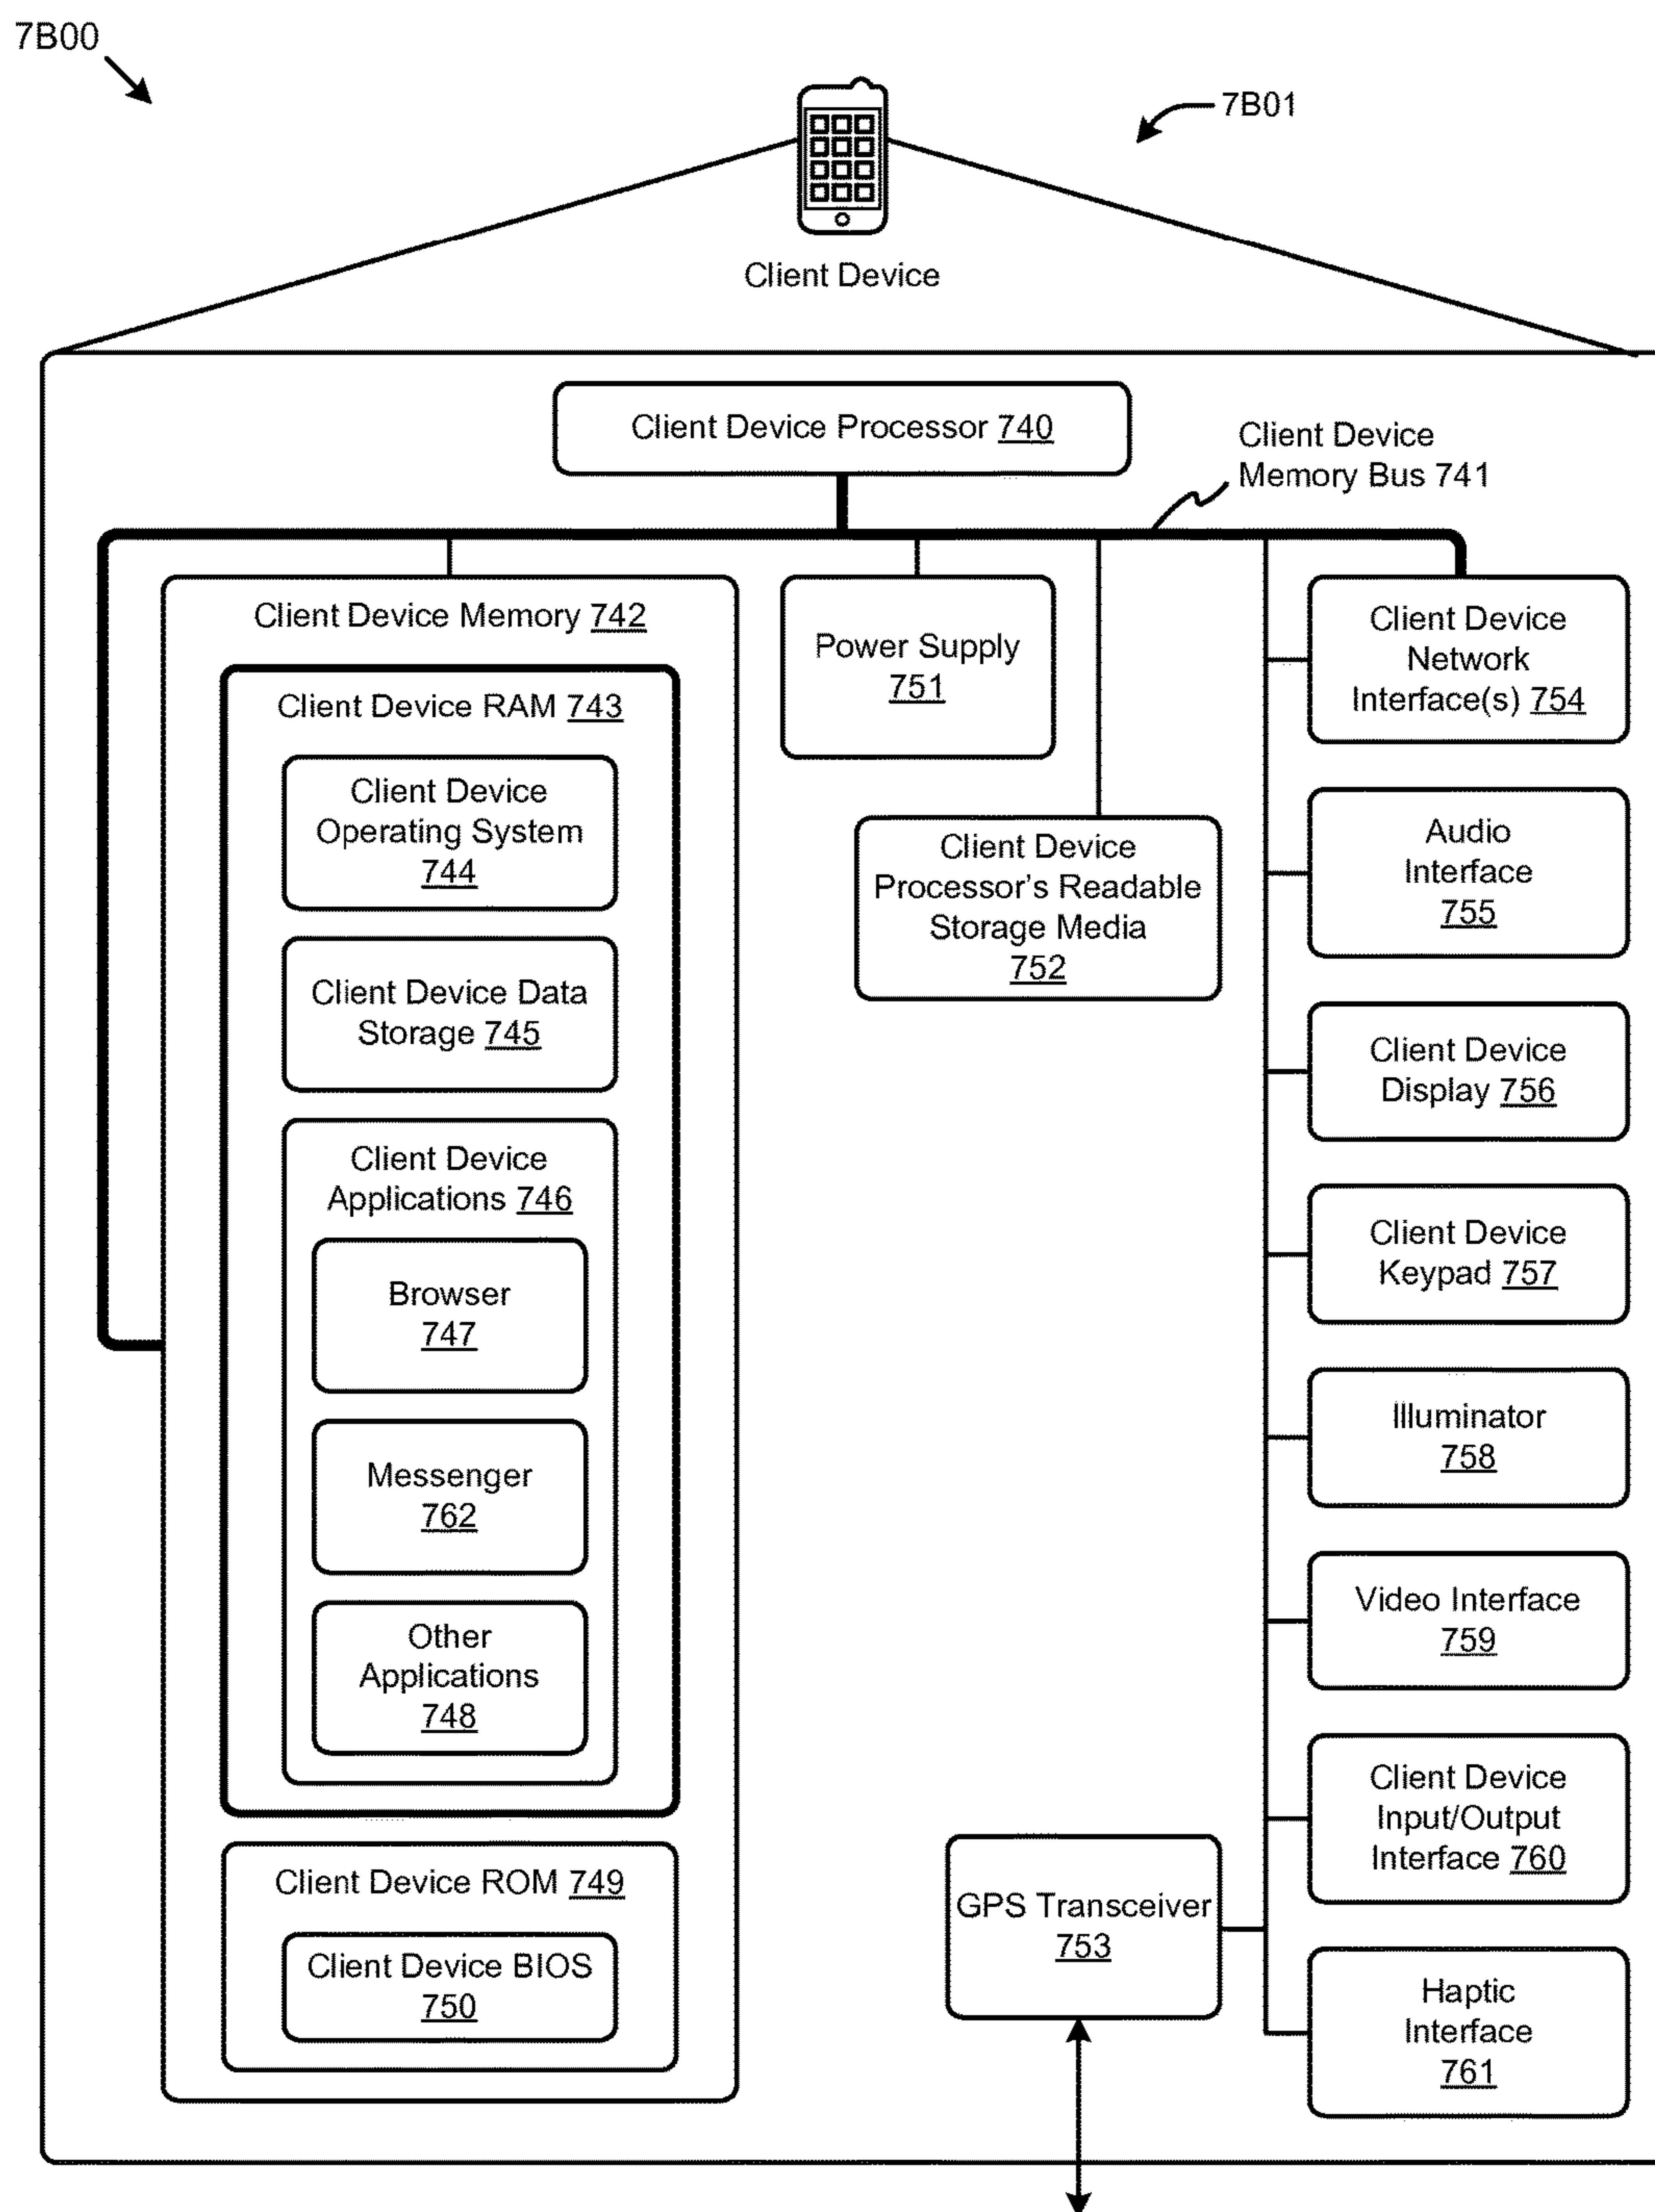 7B00
7B01
Client Device
Client Device Processor 740
Client Device
Memory Bus 741
Client Device Memory 742
Client Device RAM 743
Client Device
Operating System
744
Client Device Data
Storage 745
Client Device
Applications 746
Browser
747
Messenger
762
Other
Applications
748
Client Device ROM 749
Client Device BIOS
750
Power Supply
751
Client Device
Processor's Readable
Storage Media
752
GPS Transceiver
753
Client Device
Network
Interface(s) 754
Audio
Interface
755
Client Device
Display 756
Client Device
Keypad 757
Illuminator
758
Video Interface
759
Client Device
Input/Output
Interface 760
Haptic
Interface
761